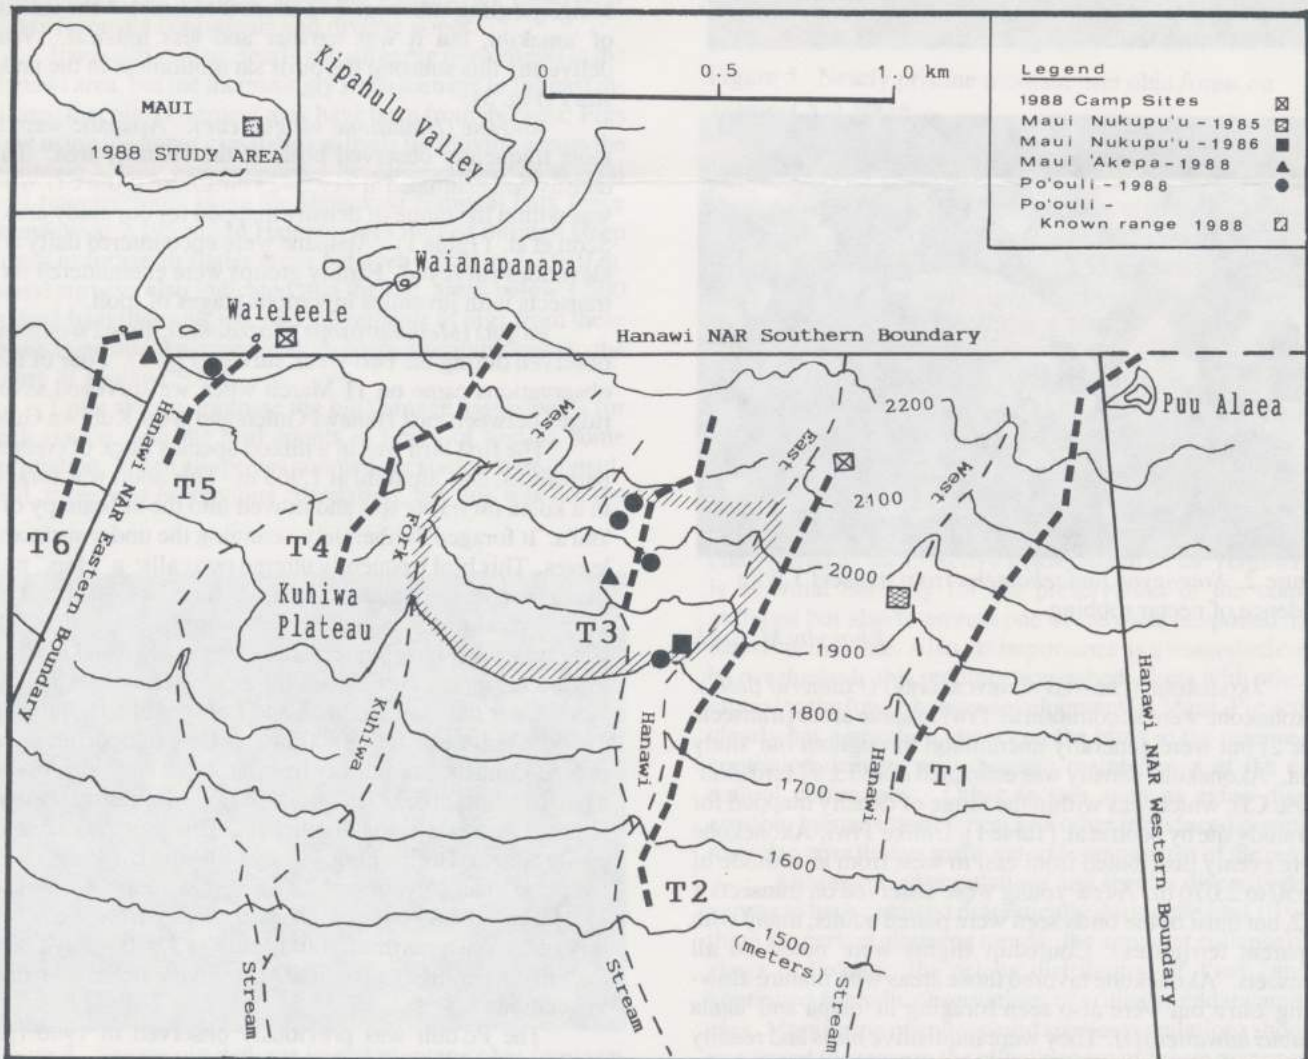 MAUI
1988 STUDY AREA
Kipahulu Valley
0
0.5
1.0 km
Legend
1988 Camp Sites
Maui Nukupu'u-1985
Maui Nukupu'u-1986
Maui 'Akepa-1988
Po'ouli-1988
Po'ouli -
Known range 1988
Waianapanapa
Waieleele
Hanawi NAR Southern Boundary
Puu Alaea
West
East
West
2200
2100
2000
1900
1800
1700
1600
1500
(meters)
T6
T5
T4
T3
T2
T1
Kuhiwa
Plateau
Hanawi NAR Eastern Boundary
Fork
Kuhiwa
Hanawi
Hanawi
Hanawi NAR Western Boundary
Stream
Stream
Stream